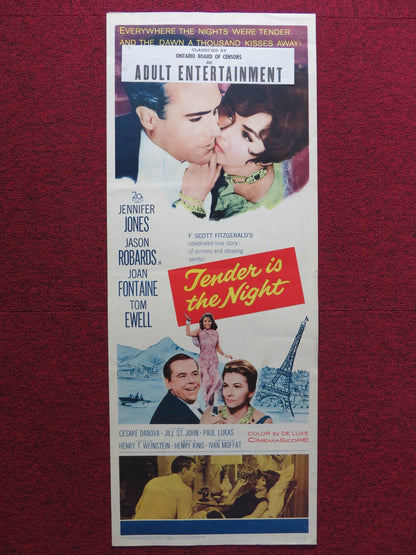 EVERYWHERE THE NIGHTS WERE TENDER
AND THE DAWN A THOUSAND KISSES AWAY!
CLASSIFIED BY
ONTARIO BOARD OF CENSORS
AS
ADULT ENTERTAINMENT
20
JENNIFER
JONES
JASON
ROBARDS JR
JOAN
FONTAINE
TOM
EWELL
F. SCOTT FITZGERALD'S
celebrated love story-
of sinners and straying
saints!
Tender is
the Night
CESARE DANOVA · JILL ST. JOHN · PAUL LUKAS
HENRY T. WEINSTEIN · HENRY KING · IVAN MOFFAT
COLOR by DE LUXE
CINEMASCOPE